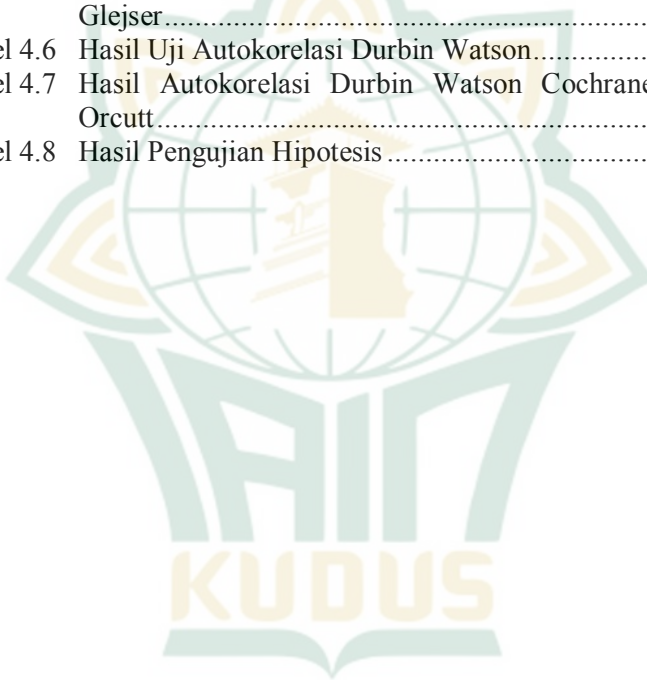 Glejser
el 4.6 Hasil Uji Autokorelasi Durbin Watson
el 4.7 Hasil Autokorelasi Durbin Watson Cochrane
Orcutt
el 4.8 Hasil Pengujian Hipotesis
IAIN
KUDUS